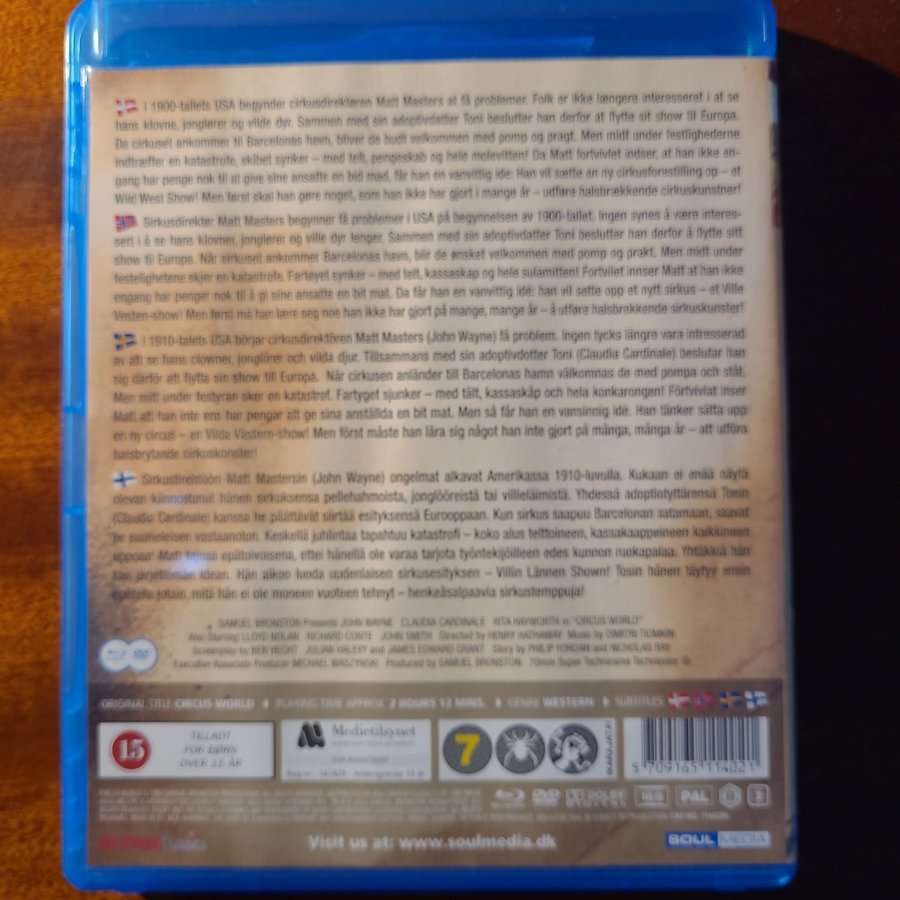 I 1900-tallets USA begynder cirkusdirektøren Matt Masters at få problemer. Folk er ikke længere interesseret i at se
hans klovne, jonglører og vilde dyr. Sammen med sin adoptivdatter Toni beslutter han derfor at flytte sit show til Europa.
Da cirkuset ankommer til Barcelonas havn, bliver de budt velkommen med pomp og pragt. Men midt under festlighederne
indtræffer en katastrofe, skibet synker – med telt, pengeskab og hele molevitten! Da Matt fortvivlet indser, at han ikke en-
gang har penge nok til at give sine ansatte en bid mad, får han en vanvittig idé: Han vil sætte en ny cirkusforestilling op – et
Wild West Show! Men først skal han gøre noget, som han ikke har gjort i mange år – udføre halsbrækkende cirkuskunstner!
Sirkusdirektør Matt Masters begynner få problemer i USA på begynnelsen av 1900-tallet. Ingen synes å være interes-
sert i å se hans klovner, jonglører og ville dyr lenger. Sammen med sin adoptivdatter Toni beslutter han derfor å flytte sitt
show til Europa. Når sirkuset ankommer Barcelonas havn, blir de ønsket velkommen med pomp og prakt. Men midt under
festelighetene skjer en katastrofe. Fartøyet synker – med telt, kassaskap og hele sulamitten! Fortvilet innser Matt at han ikke
engang har penger nok til å gi sine ansatte en bit mat. Da får han en vanvittig idé: han vil sette opp et nytt sirkus – et Ville
Vesten-show! Men først må han lære seg noe han ikke har gjort på mange, mange år – å utføre halsbrekkende sirkuskunster!
I 1910-talets USA börjar cirkusdirektören Matt Masters (John Wayne) få problem. Ingen tycks längre vara intresserad
av att se hans clowner, jonglörer och vilda djur. Tillsammans med sin adoptivdotter Toni (Claudia Cardinale) beslutar han
sig därför att flytta sin show till Europa. När cirkusen anländer till Barcelonas hamn välkomnas de med pompa och ståt.
Men mitt under festyran sker en katastrof. Fartyget sjunker – med tält, kassaskåp och hela konkarongen! Förtvivlat inser
Matt att han inte ens har pengar att ge sina anställda en bit mat. Men så får han en vansinnig idé. Han tänker sätta upp
en ny circus – en Vilda Västern-show! Men först måste han lära sig något han inte gjort på många, många år – att utföra
halsbrytande cirkuskonster!
Sirkustirehtööri Matt Mastersin (John Wayne) ongelmat alkavat Amerikassa 1910-luvulla. Kukaan ei enää näytä
olevan kiinnostunut hänen sirkuksensa pellehahmoista, jonglööreistä tai villieläimistä. Yhdessä adoptiotyttärensä Tonin
(Claudia Cardinale) kanssa he päättävät siirtää esityksensä Eurooppaan. Kun sirkus saapuu Barcelonan satamaan, saavat
he suurieleisen vastaanoton. Keskellä juhlintaa tapahtuu katastrofi – koko alus telttoineen, kassakaappeineen kaikkineen
uppoaa! Matt tajuaa epätoivoisena, ettei hänellä ole varaa tarjota työntekijöilleen edes kunnon ruokapalaa. Yhtäkkiä hän
saa järjettömän idean. Hän aikoo luoda uudenlaisen sirkusesityksen – Villin Lännen Shown! Tosin hänen täytyy ensin
opetella jotain, mitä hän ei ole moneen vuoteen tehnyt – henkeäsalpaavia sirkustemppuja!
SAMUEL BRONSTON Presents JOHN WAYNE CLAUDIA CARDINALE RITA HAYWORTH in "CIRCUS WORLD"
Also Starring LLOYD NOLAN RICHARD CONTE JOHN SMITH Directed by HENRY HATHAWAY Music by DIMITRI TIOMKIN
Screenplay by BEN HECHT JULIAN HALEVY and JAMES EDWARD GRANT Story by PHILIP YORDAN and NICHOLAS RAY
Executive Associate Producer MICHAEL WASZYNSKI Produced by SAMUEL BRONSTON 70mm Super Technirama Technicolor ®
ORIGINAL TITLE CIRCUS WORLD PLAYING TIME APPROX. 2 HOURS 17 MINS. GENRE WESTERN SUBTITLES
15 TILLADT
FOR BØRN
OVER 15 ÅR
Medietilsynet
7
5 709165 114021
DVD DOLBY DIGITAL 16:9 PAL
Visit us at: www.soulmedia.dk
SOUL MEDIA